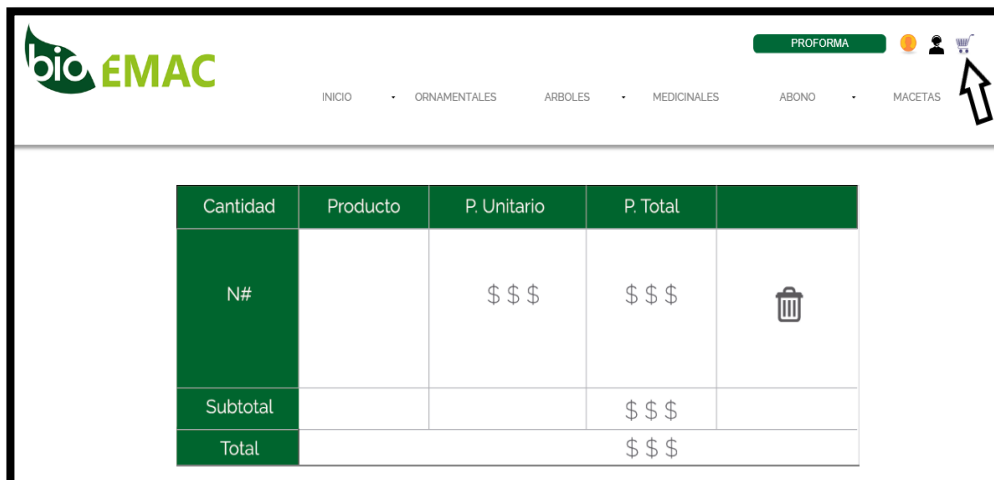 bio EMAC
PROFORMA
INICIO · ORNAMENTALES ARBOLES · MEDICINALES ABONO · MACETAS
Cantidad Producto P. Unitario P. Total
N# $ $ $ $ $ $
Subtotal $ $ $
Total $ $ $